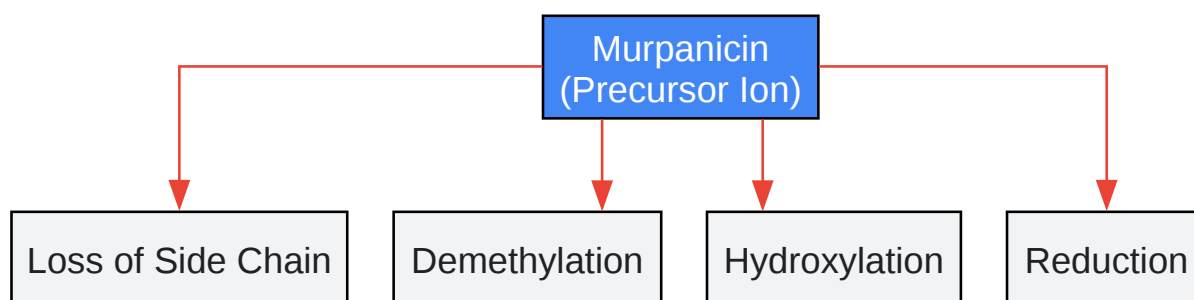 Murpanicin
(Precursor Ion)
Loss of Side Chain
Demethylation
Hydroxylation
Reduction